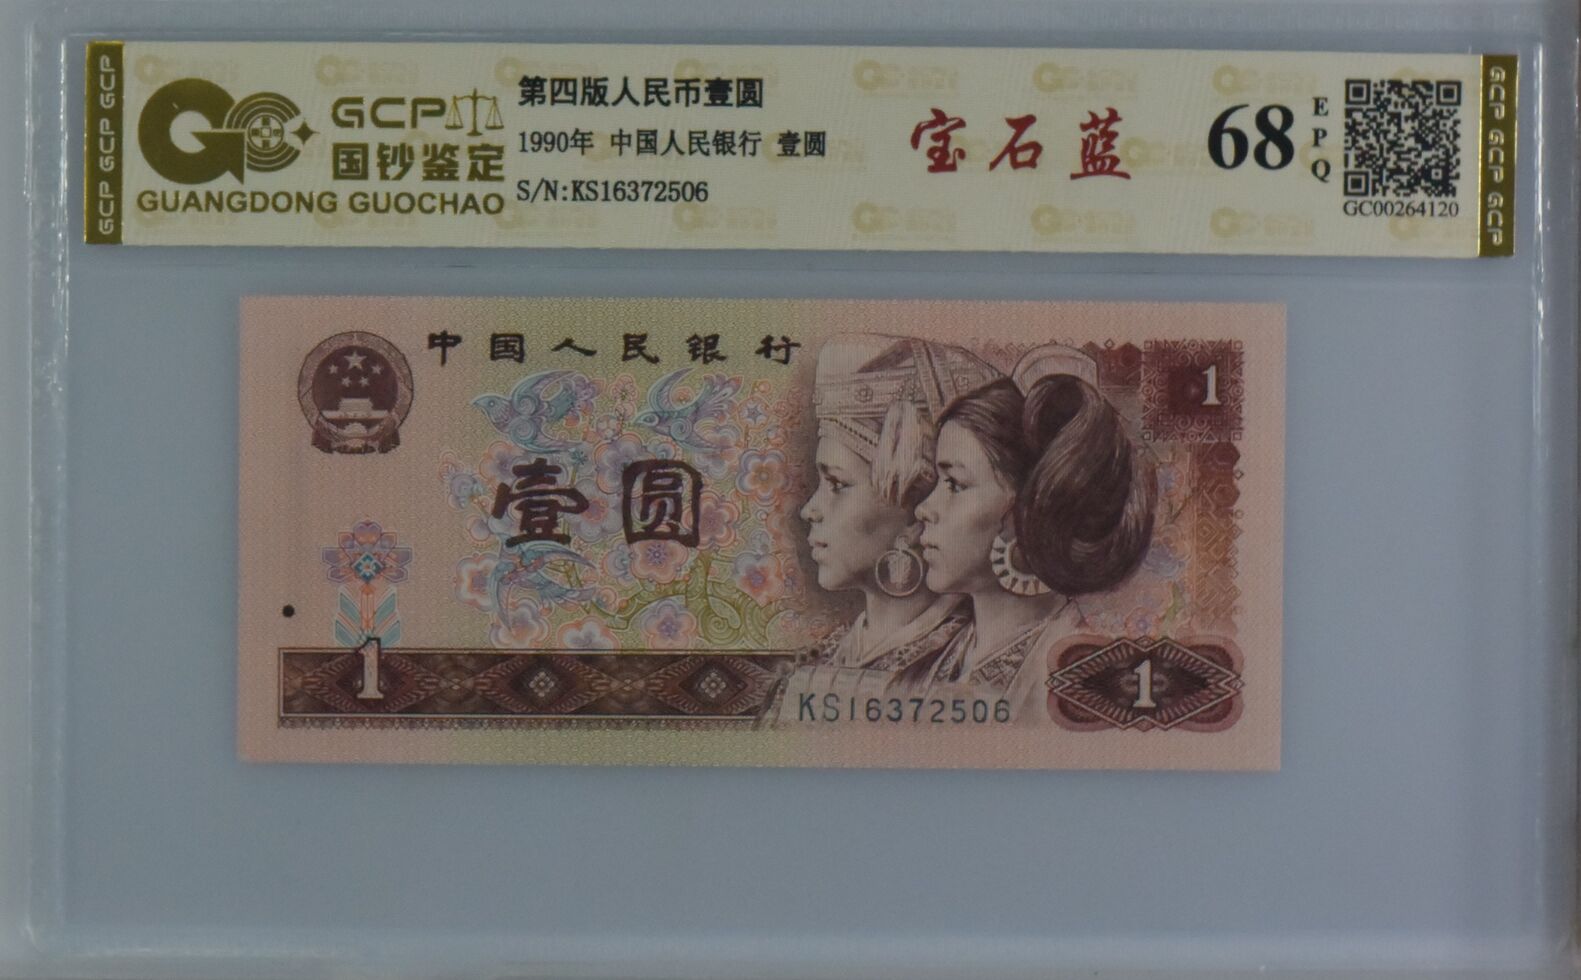 GCP GCP GCP
GCP
国钞鉴定
GUANGDONG GUOCHAO
第四版人民币壹圆
1990年 中国人民银行 壹圆
S/N:KS16372506
宝石蓝
68
EPQ
GC00264120
GCP GCP GCP
中国人民银行
1
壹圆
1
KS16372506
1